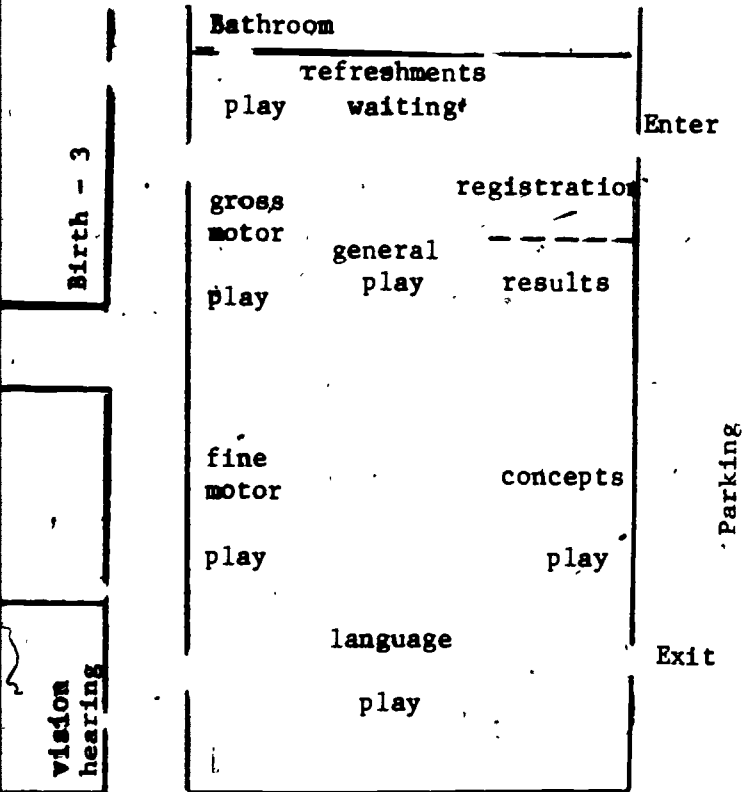 Bathroom
refreshments
play waiting
Enter
Birth - 3
registration
gross
motor
general
play
results
play
fine
motor
concepts
Parking
play
play
language
Exit
play
vision
hearing